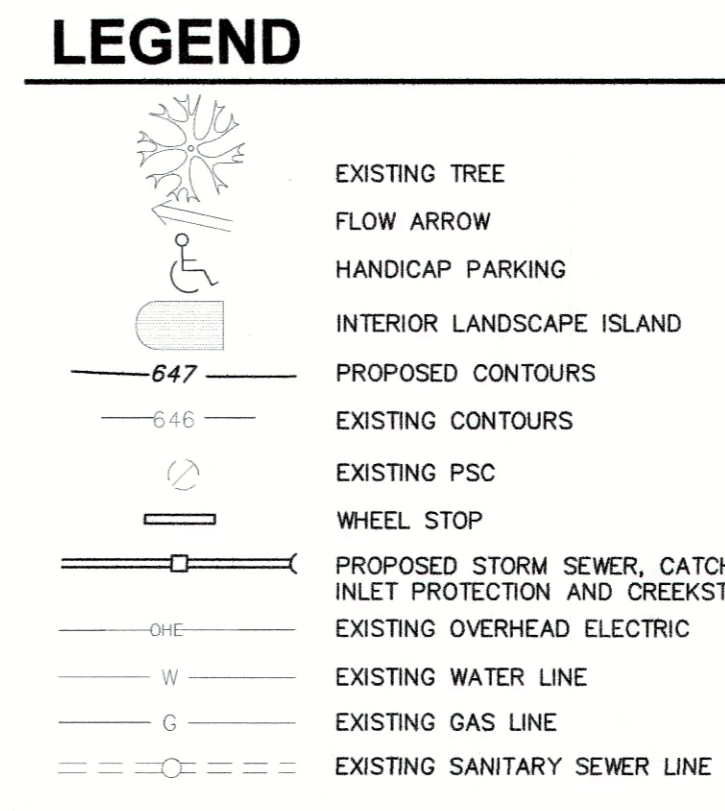 LEGEND
EXISTING TREE
FLOW ARROW
HANDICAP PARKING
INTERIOR LANDSCAPE ISLAND
647 PROPOSED CONTOURS
646 EXISTING CONTOURS
EXISTING PSC
WHEEL STOP
PROPOSED STORM SEWER,
INLET PROTECTION AND
OHE EXISTING OVERHEAD ELECTRIC
W EXISTING WATER LINE
G EXISTING GAS LINE
EXISTING SANITARY SEWER LINE